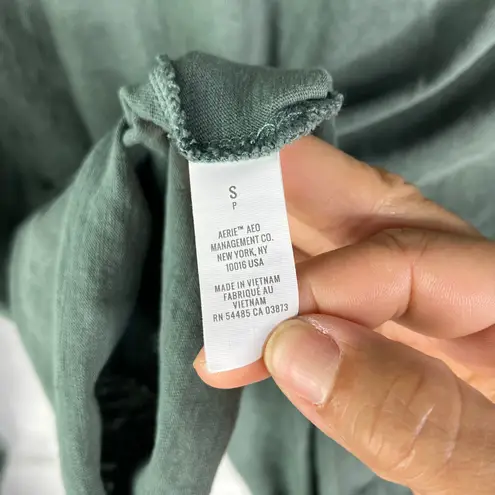 S
P
AERIE™ AEO
MANAGEMENT CO.
NEW YORK, NY
10016 USA
MADE IN VIETNAM
FABRIQUÉ AU
VIETNAM
RN 54485 CA 03873